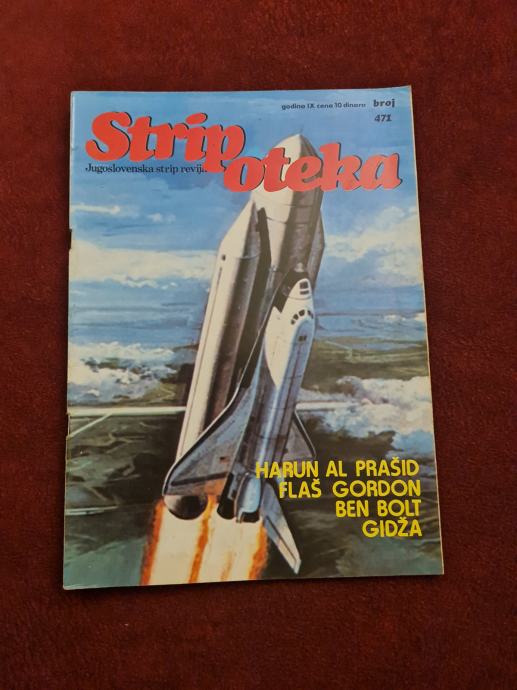 godina IX cena 10 dinara broj
471
Strip
oteka
Jugoslovenska strip revija
HARUN AL PRAŠID
FLAŠ GORDON
BEN BOLT
GIDŽA